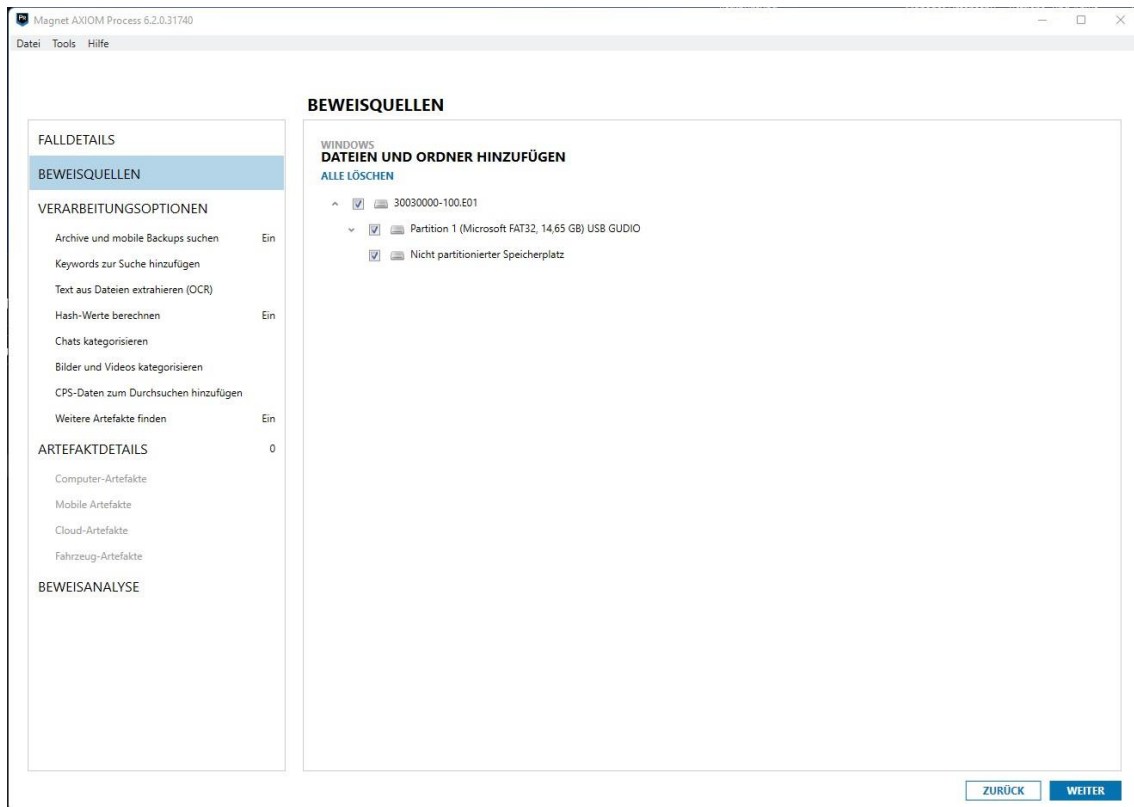 Magnet AXIOM Process 6.2.0.31740
Datei Tools Hilfe
BEWEISQUELLEN
FALLDETAILS
BEWEISQUELLEN
VERARBEITUNGSOPTIONEN
Archive und mobile Backups suchen Ein
Keywords zur Suche hinzufügen
Text aus Dateien extrahieren (OCR)
Hash-Werte berechnen Ein
Chats kategorisieren
Bilder und Videos kategorisieren
CPS-Daten zum Durchsuchen hinzufügen
Weitere Artefakte finden Ein
ARTEFAKTDETAILS 0
Computer-Artefakte
Mobile Artefakte
Cloud-Artefakte
Fahrzeug-Artefakte
BEWEISANALYSE
WINDOWS
DATEIEN UND ORDNER HINZUFÜGEN
ALLE LÖSCHEN
30030000-100.E01
Partition 1 (Microsoft FAT32, 14,65 GB) USB GUDIO
Nicht partitionierter Speicherplatz
ZURÜCK WEITER